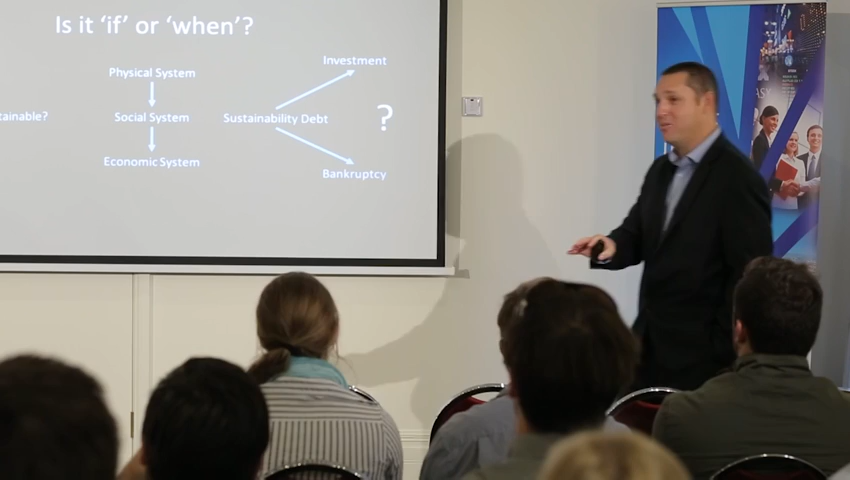 Is it ‘if’ or ‘when’?
Physical System
Social System
Economic System
tainable?
Sustainability Debt
Investment
?
Bankruptcy